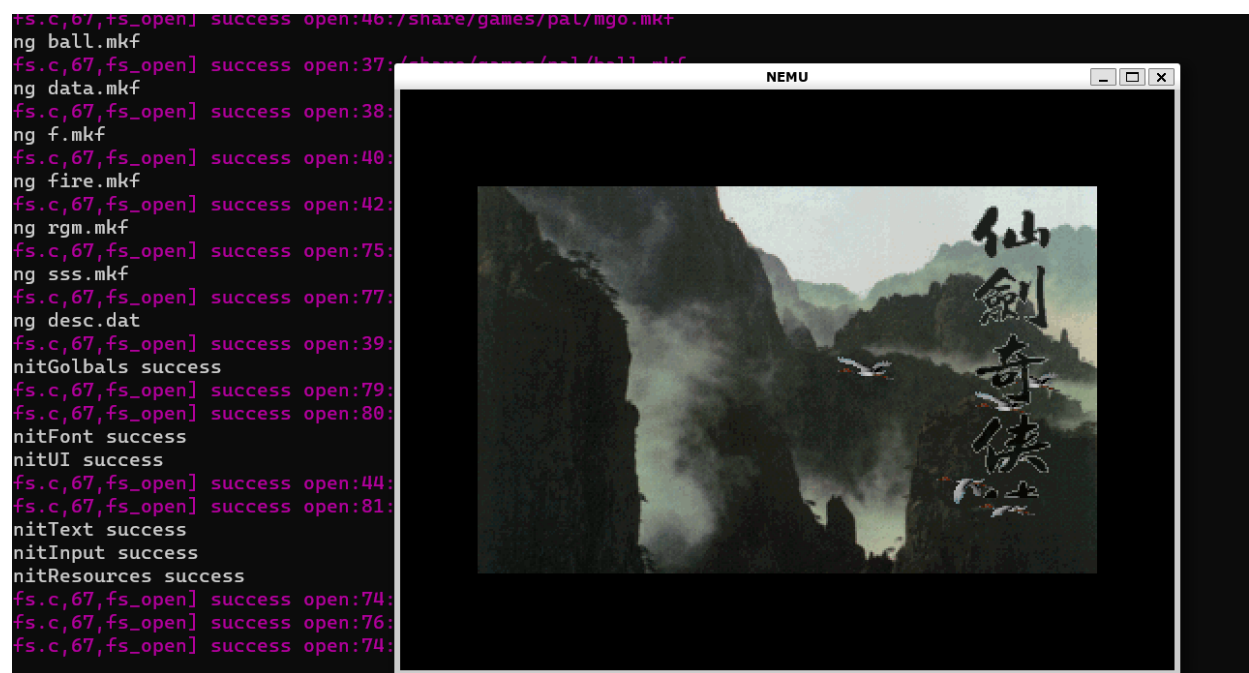 fs.c,67,fs_open] success open:46:/share/games/pal/mgo.mkf
ng ball.mkf
fs.c,67,fs_open] success open:37:/share/games/pal/ball.mkf
ng data.mkf
fs.c,67,fs_open] success open:38:
ng f.mkf
fs.c,67,fs_open] success open:40:
ng fire.mkf
fs.c,67,fs_open] success open:42:
ng rgm.mkf
fs.c,67,fs_open] success open:75:
ng sss.mkf
fs.c,67,fs_open] success open:77:
ng desc.dat
fs.c,67,fs_open] success open:39:
nitGolbals success
fs.c,67,fs_open] success open:79:
fs.c,67,fs_open] success open:80:
nitFont success
nitUI success
fs.c,67,fs_open] success open:44:
fs.c,67,fs_open] success open:81:
nitText success
nitInput success
nitResources success
fs.c,67,fs_open] success open:74:
fs.c,67,fs_open] success open:76:
fs.c,67,fs_open] success open:74:
NEMU
仙劍奇俠